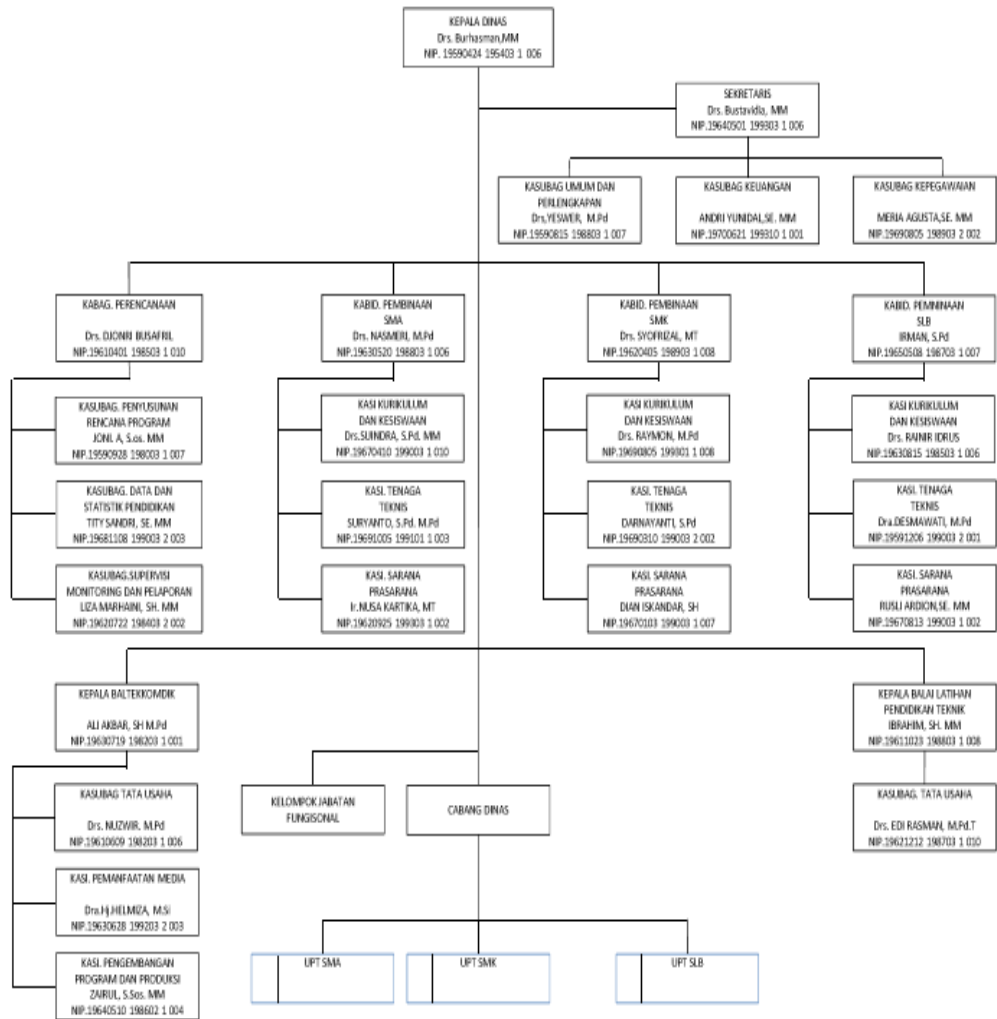 KEPALA DINAS
Drs. Burhasman,MM
NIP. 19590424 195403 1 006
SEKRETARIS
Drs. Bustavidia, MM
NIP.19640501 199303 1 006
KASUBAG UMUM DAN
PERLENGKAPAN
Drs,YESWER, M.Pd
NIP.19590815 198803 1 007
KASUBAG KEUANGAN
ANDRI YUNIDAL,SE. MM
NIP.19700621 199310 1 001
KASUBAG KEPEGAWAIAN
MERIA AGUSTA,SE. MM
NIP.19690805 198903 2 002
KABAG. PERENCANAAN
Drs. DJONRI BUSAFRIL
NIP.19610401 198503 1 010
KABID. PEMBINAAN
SMA
Drs. NASMERI, M.Pd
NIP.19630520 198803 1 006
KABID. PEMBINAAN
SMK
Drs. SYOFRIZAL, MT
NIP.19620405 198903 1 008
KABID. PEMNINAAN
SLB
IRMAN, S.Pd
NIP.19650508 198703 1 007
KASUBAG. PENYUSUNAN
RENCANA PROGRAM
JONI. A, S.os. MM
NIP.19590928 198003 1 007
KASI KURIKULUM
DAN KESISWAAN
Drs.SUINDRA, S.Pd. MM
NIP.19670410 199003 1 010
KASI KURIKULUM
DAN KESISWAAN
Drs. RAYMON, M.Pd
NIP.19690805 199301 1 008
KASI KURIKULUM
DAN KESISWAAN
Drs. RAINIR IDRUS
NIP.19630815 198503 1 006
KASUBAG. DATA DAN
STATISTIK PENDIDIKAN
TITY SANDRI, SE. MM
NIP.19681108 199003 2 003
KASI. TENAGA
TEKNIS
SURYANTO, S.Pd. M.Pd
NIP.19691005 199101 1 003
KASI. TENAGA
TEKNIS
DARNAYANTI, S.Pd
NIP.19690310 199003 2 002
KASI. TENAGA
TEKNIS
Dra.DESMAWATI, M.Pd
NIP.19591206 199003 2 001
KASUBAG.SUPERVISI
MONITORING DAN PELAPORAN
LIZA MARHAINI, SH. MM
NIP.19620722 198403 2 002
KASI. SARANA
PRASARANA
Ir.NUSA KARTIKA, MT
NIP.19620925 199303 1 002
KASI. SARANA
PRASARANA
DIAN ISKANDAR, SH
NIP.19670103 199003 1 007
KASI. SARANA
PRASARANA
RUSLI ARDION,SE. MM
NIP.19670813 199003 1 002
KEPALA BALTEKKOMDIK
ALI AKBAR, SH M.Pd
NIP.19630719 198203 1 001
KEPALA BALAI LATIHAN
PENDIDIKAN TEKNIK
IBRAHIM, SH. MM
NIP.19611023 198803 1 008
KASUBAG TATA USAHA
Drs. NUZWIR, M.Pd
NIP.19610609 198203 1 006
KELOMPOK JABATAN
FUNGISONAL
CABANG DINAS
KASUBAG. TATA USAHA
Drs. EDI RASMAN, M.Pd.T
NIP.19621212 198703 1 010
KASI. PEMANFAATAN MEDIA
Dra.Hj.HELMIZA, M.Si
NIP.19630628 199203 2 003
KASI. PENGEMBANGAN
PROGRAM DAN PRODUKSI
ZAIRUL, S.Sos. MM
NIP.19640510 198602 1 004
UPT SMA
UPT SMK
UPT SLB